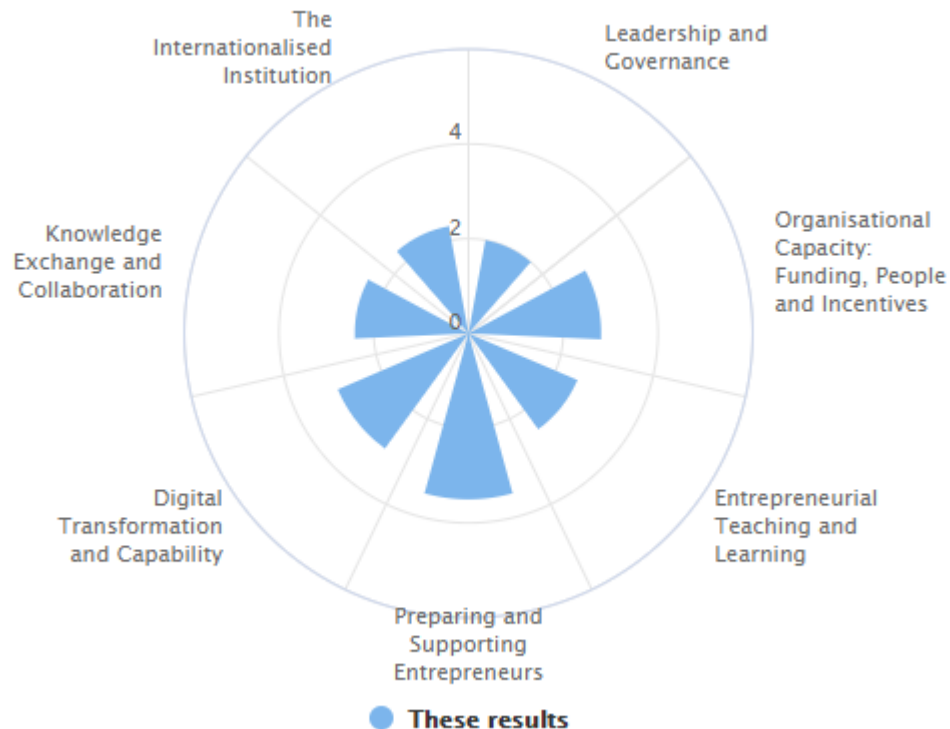 The
Internationalised
Institution
Leadership and
Governance
4
Knowledge
Exchange and
Collaboration
2
Organisational
Capacity:
Funding, People
and Incentives
0
Digital
Transformation
and Capability
Entrepreneurial
Teaching and
Learning
Preparing and
Supporting
Entrepreneurs
These results